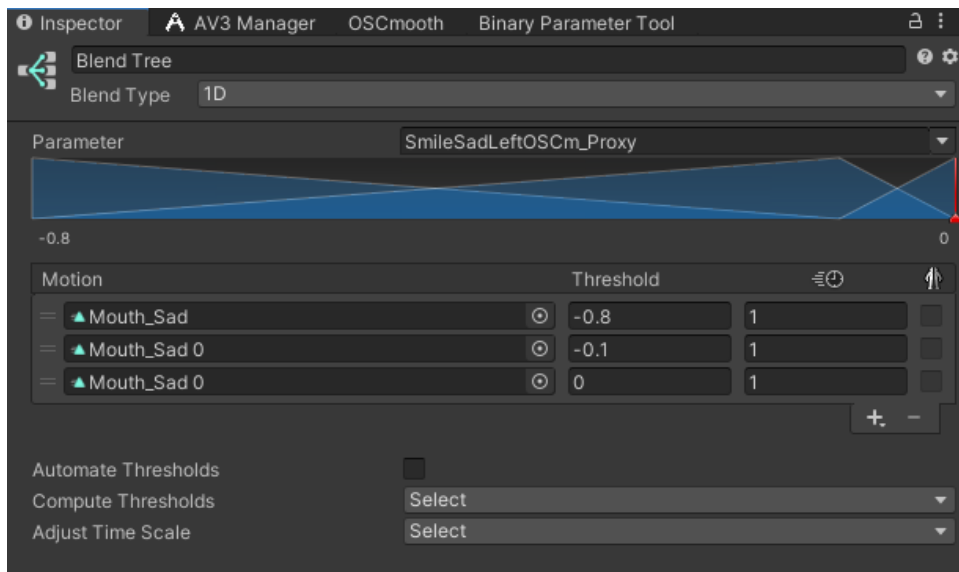 Inspector AV3 Manager OSCmooth Binary Parameter Tool
Blend Tree
Blend Type 1D
Parameter SmileSadLeftOSCm_Proxy
-0.8 0
Motion Threshold
Mouth_Sad -0.8 1
Mouth_Sad 0 -0.1 1
Mouth_Sad 0 0 1
Automate Thresholds
Compute Thresholds Select
Adjust Time Scale Select